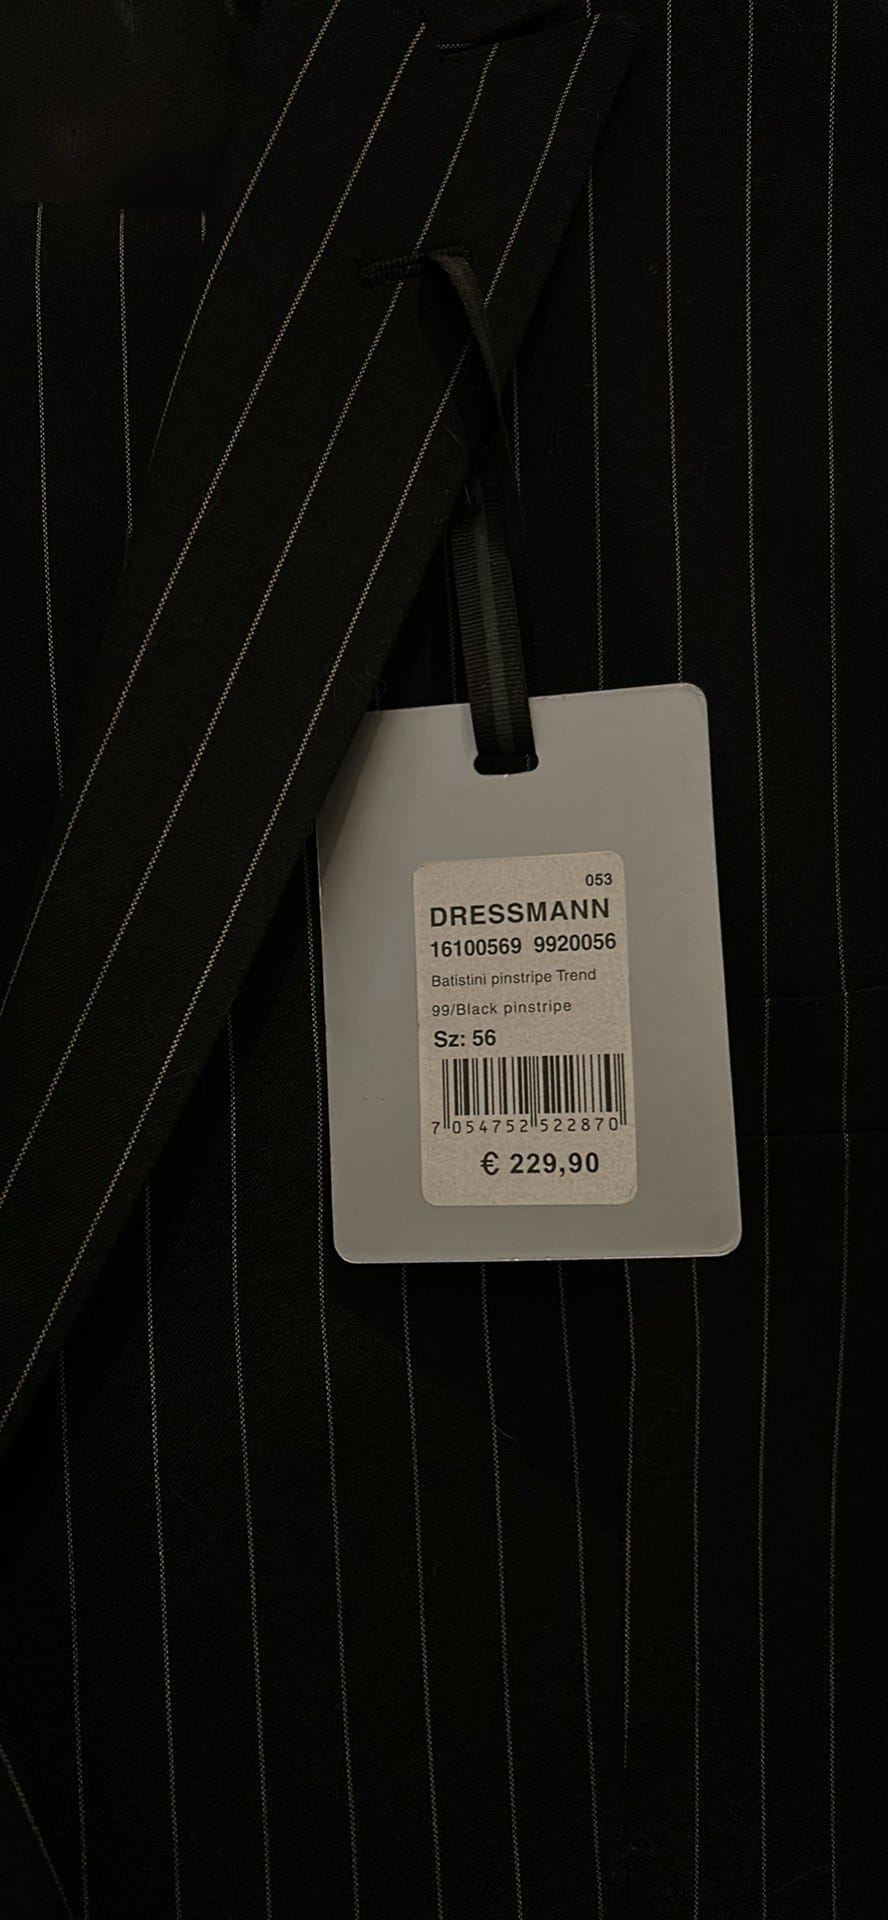 053
DRESSMANN
16100569 9920056
Batistini pinstripe Trend
99/Black pinstripe
Sz: 56
7 054752 522870
€ 229,90